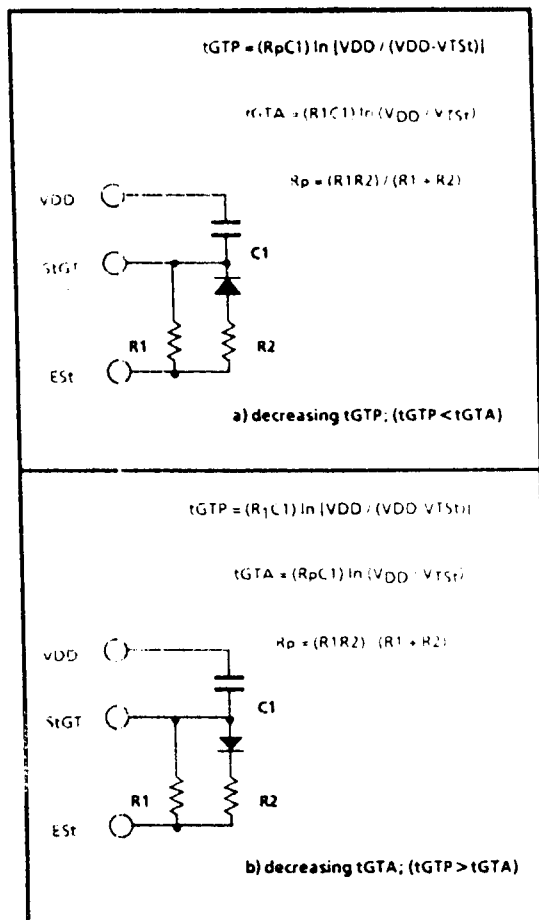 tGTP = (RpC1) ln [VDD / (VDD-VTSt)]
tGTA = (R1C1) ln (VDD / VTSt)
Rp = (R1R2) / (R1 + R2)
VDD
C1
StGT
R1
R2
ESt
a) decreasing tGTP; (tGTP < tGTA)
tGTP = (R1C1) ln [VDD / (VDD-VTSt)]
tGTA = (RpC1) ln (VDD / VTSt)
Rp = (R1R2) (R1 + R2)
VDD
C1
StGT
R1
R2
ESt
b) decreasing tGTA; (tGTP > tGTA)